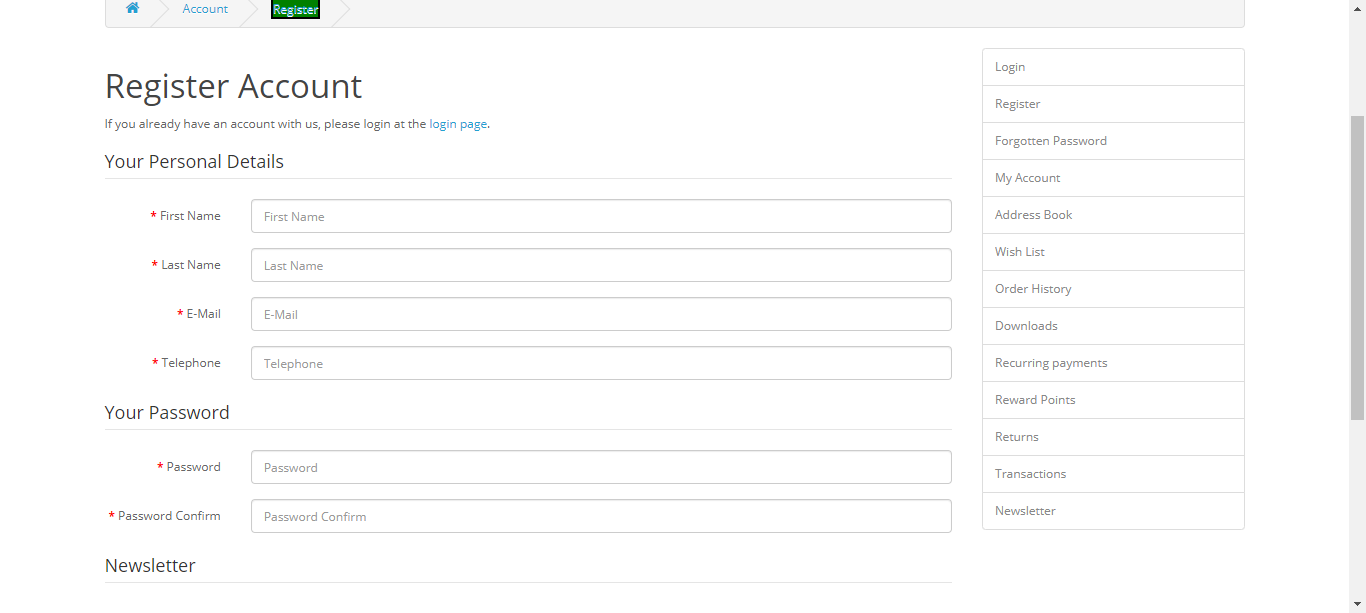 Account
Register
Register Account
If you already have an account with us, please login at the login page.
Your Personal Details
* First Name
First Name
* Last Name
Last Name
* E-Mail
E-Mail
* Telephone
Telephone
Your Password
* Password
Password
* Password Confirm
Password Confirm
Newsletter
Login
Register
Forgotten Password
My Account
Address Book
Wish List
Order History
Downloads
Recurring payments
Reward Points
Returns
Transactions
Newsletter